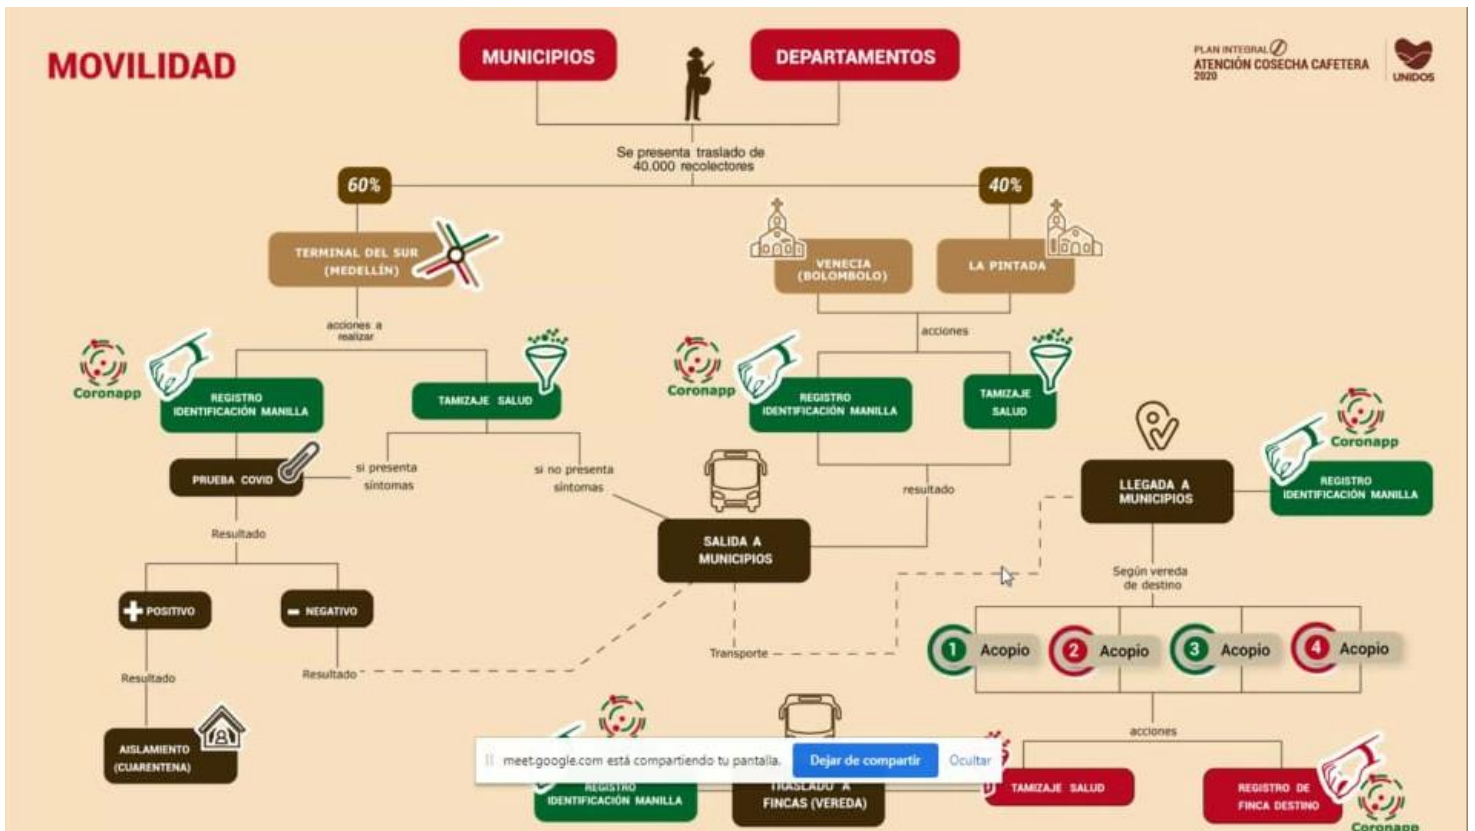 MOVILIDAD
MUNICIPIOS
DEPARTAMENTOS
PLAN INTEGRAL
ATENCIÓN COSECHA CAFETERA
2020
UNIDOS
Se presenta traslado de
40.000 recolectores
60%
40%
TERMINAL DEL SUR
(MEDELLÍN)
VENECIA
(BOLOMBOLO)
LA PINTADA
acciones a
realizar
acciones
Coronapp
REGISTRO
IDENTIFICACIÓN MANILLA
TAMIZAJE SALUD
Coronapp
REGISTRO
IDENTIFICACIÓN MANILLA
TAMIZAJE
SALUD
Coronapp
PRUEBA COVID
si presenta
síntomas
si no presenta
síntomas
resultado
LLEGADA A
MUNICIPIOS
REGISTRO
IDENTIFICACIÓN MANILLA
Resultado
SALIDA A
MUNICIPIOS
Según vereda
de destino
+ POSITIVO
- NEGATIVO
Transporte
1 Acopio
2 Acopio
3 Acopio
4 Acopio
Resultado
Resultado
acciones
AISLAMIENTO
(CUARENTENA)
meet.google.com está compartiendo tu pantalla.
Dejar de compartir
Ocultar
REGISTRO
IDENTIFICACIÓN MANILLA
TRASLADO A
FINCAS (VEREDA)
TAMIZAJE SALUD
REGISTRO DE
FINCA DESTINO
Coronapp